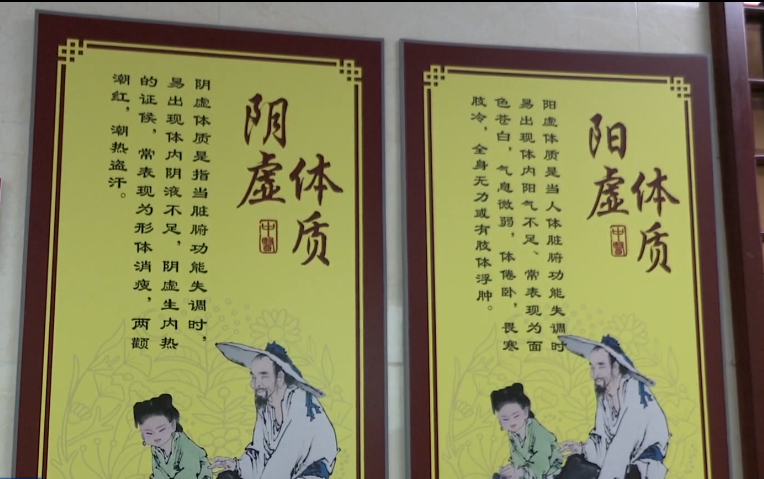 阴虚
体质
中医
阴虚体质是指当脏腑功能失调时，
易出现体内阴液不足，阴虚生内热
的证候，常表现为形体消瘦，两颧
潮红，潮热盗汗。
阳虚
体质
中医
阳虚体质是当人体脏腑功能失调时
易出现体内阳气不足、常表现为面
色苍白，气息微弱，体倦卧，畏寒
肢冷，全身无力或有肢体浮肿。